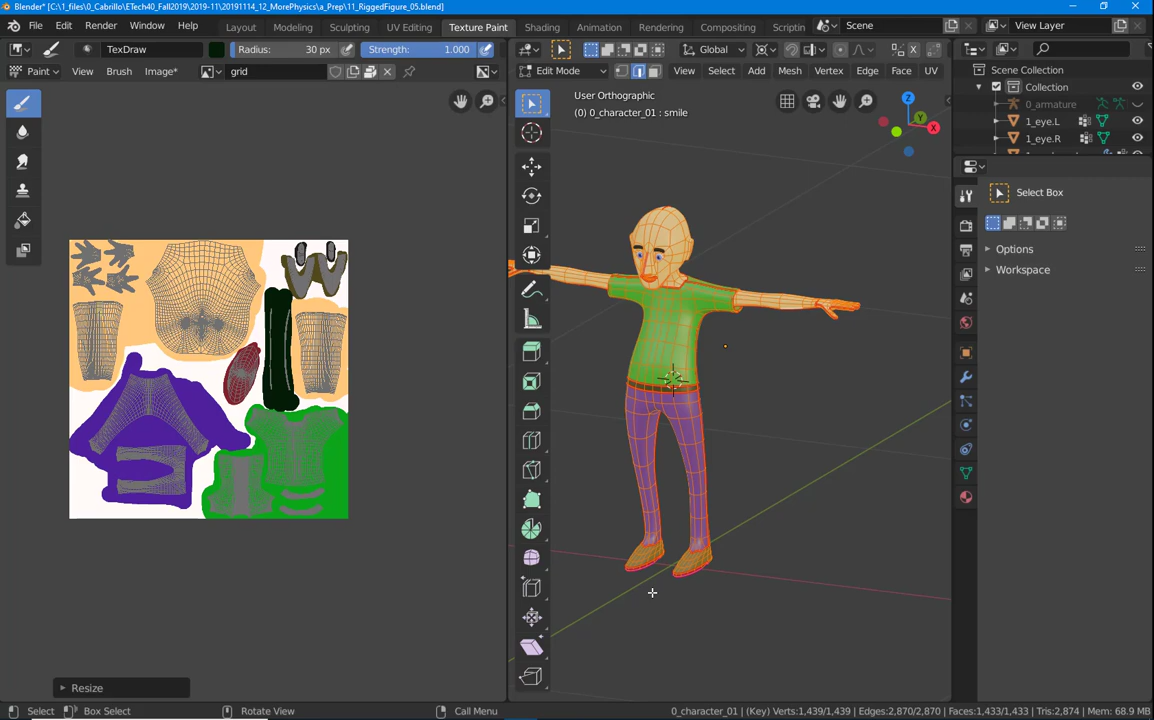 Blender* [C:\1_files\0_Cabrillo\ETech40_Fall2019\2019-11\20191114_12_MorePhysics\a_Prep\11_RiggedFigure_05.blend]
File Edit Render Window Help Layout Modeling Sculpting UV Editing Texture Paint Shading Animation Rendering Compositing Scriptin Scene View Layer
TexDraw Radius: 30 px Strength: 1.000 Global X
Paint View Brush Image* grid Edit Mode View Select Add Mesh Vertex Edge Face UV
Scene Collection
Collection
0_armature
1_eye.L
1_eye.R
User Orthographic
(0) 0_character_01 : smile
Z
Y
X
Select Box
Options
Workspace
Resize
Select Box Select Rotate View Call Menu 0_character_01 | (Key) Verts:1,439/1,439 | Edges:2,870/2,870 | Faces:1,433/1,433 | Tris:2,874 | Mem: 68.9 MB